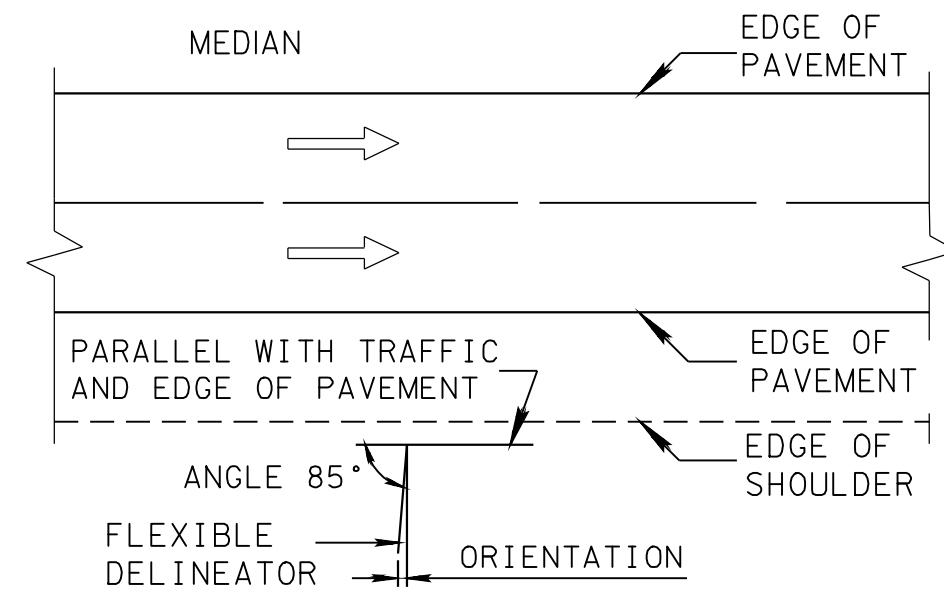 MEDIAN
EDGE OF
PAVEMENT
PARALLEL WITH TRAFFIC
AND EDGE OF PAVEMENT
EDGE OF
PAVEMENT
EDGE OF
SHOULDER
ANGLE 85°
FLEXIBLE
DELINEATOR
ORIENTATION